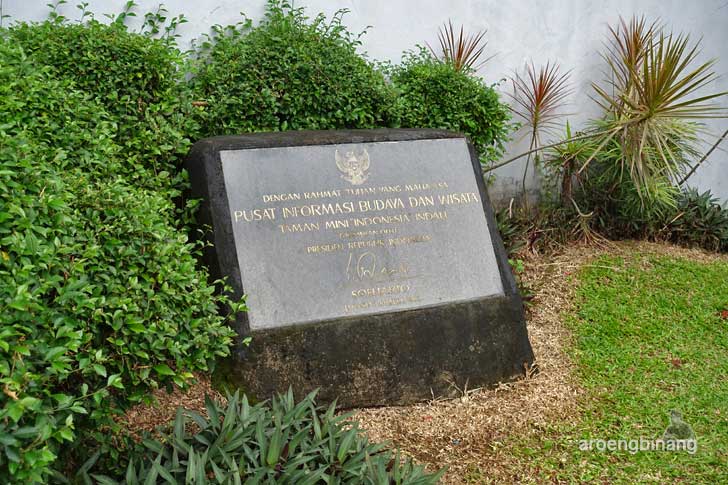 DENGAN RAHMAT TUHAN YANG MAHA ESA
PUSAT INFORMASI BUDAYA DAN WISATA
TAMAN MINI "INDONESIA INDAH"
PRESIDEN REPUBLIK INDONESIA
SOEHARTO
aroengbinang